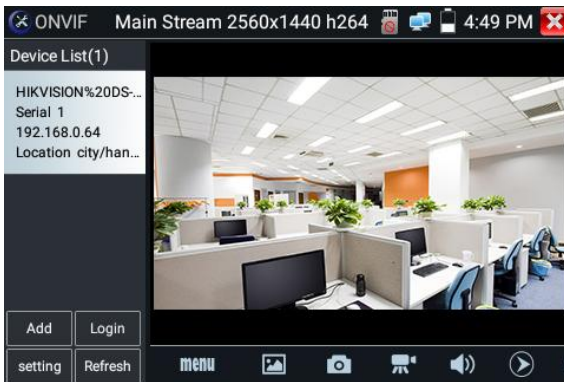 ONVIF Main Stream 2560x1440 h264 4:49 PM
Device List(1)
HIKVISION%20DS-...
Serial 1
192.168.0.64
Location city/han...
Add Login
setting Refresh
menu